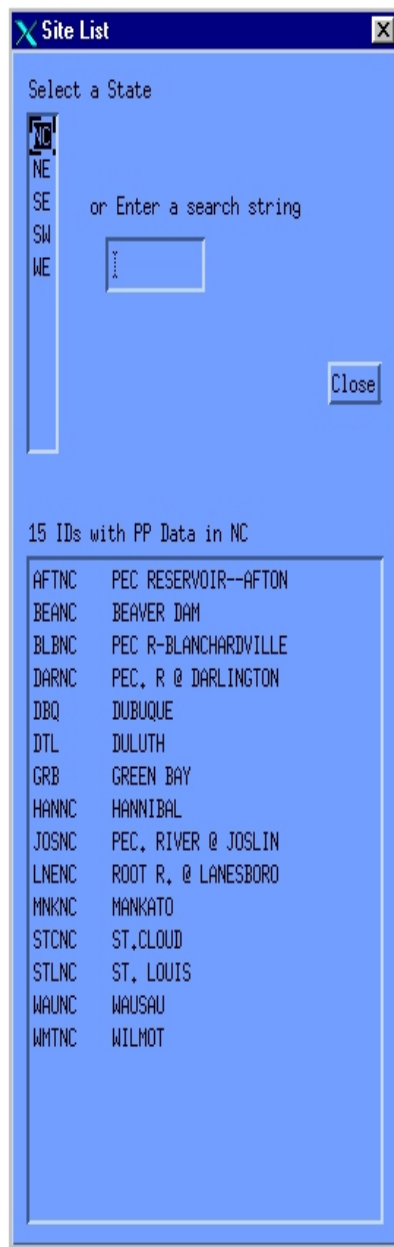 Site List
Select a State
NC
NE
SE
SW
WE
or Enter a search string
Close
15 IDs with PP Data in NC
AFTNC PEC RESERVOIR--AFTON
BEANC BEAVER DAM
BLBNC PEC R-BLANCHARDVILLE
DARNC PEC. R @ DARLINGTON
DBQ DUBUQUE
DTL DULUTH
GRB GREEN BAY
HANNC HANNIBAL
JOSNC PEC. RIVER @ JOSLIN
LNENC ROOT R. @ LANESBORO
MNKNC MANKATO
STCNC ST.CLOUD
STLNC ST. LOUIS
WAUNC WAUSAU
WMTNC WILMOT